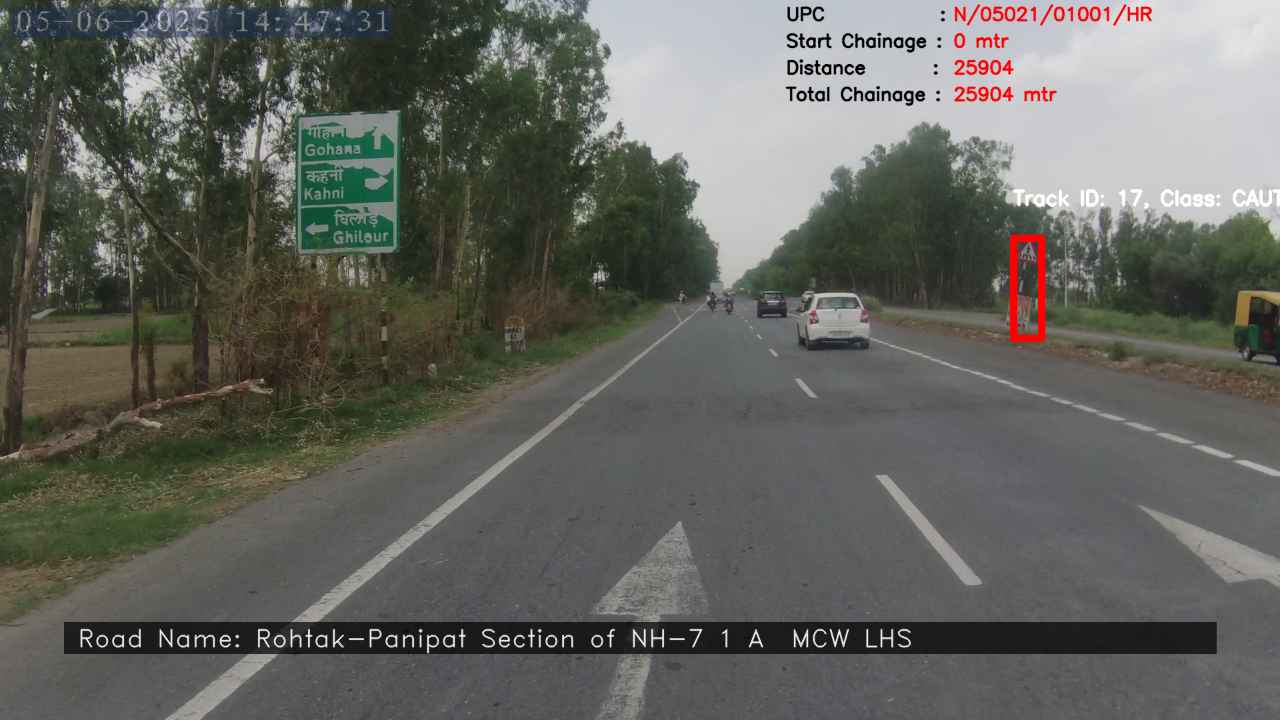 05-06-2025 14:47:31
UPC : N/05021/01001/HR
Start Chainage : 0 mtr
Distance : 25904
Total Chainage : 25904 mtr
Track ID: 17, Class: CAUT
गोहाना
Gohana
कहनी
Kahni
घिलौड़
Ghilour
Road Name: Rohtak-Panipat Section of NH-7 1 A MCW LHS